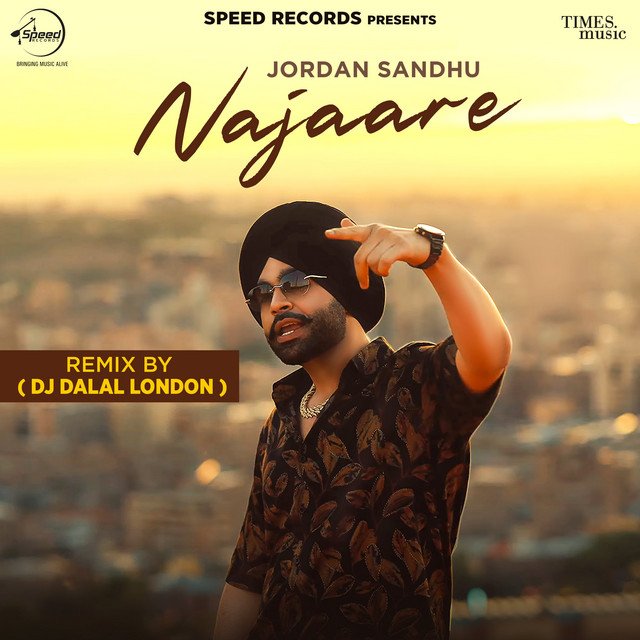 SPEED RECORDS PRESENTS
Speed
RECORDS
BRINGING MUSIC ALIVE
TIMES.
music
JORDAN SANDHU
Najaare
REMIX BY
( DJ DALAL LONDON )